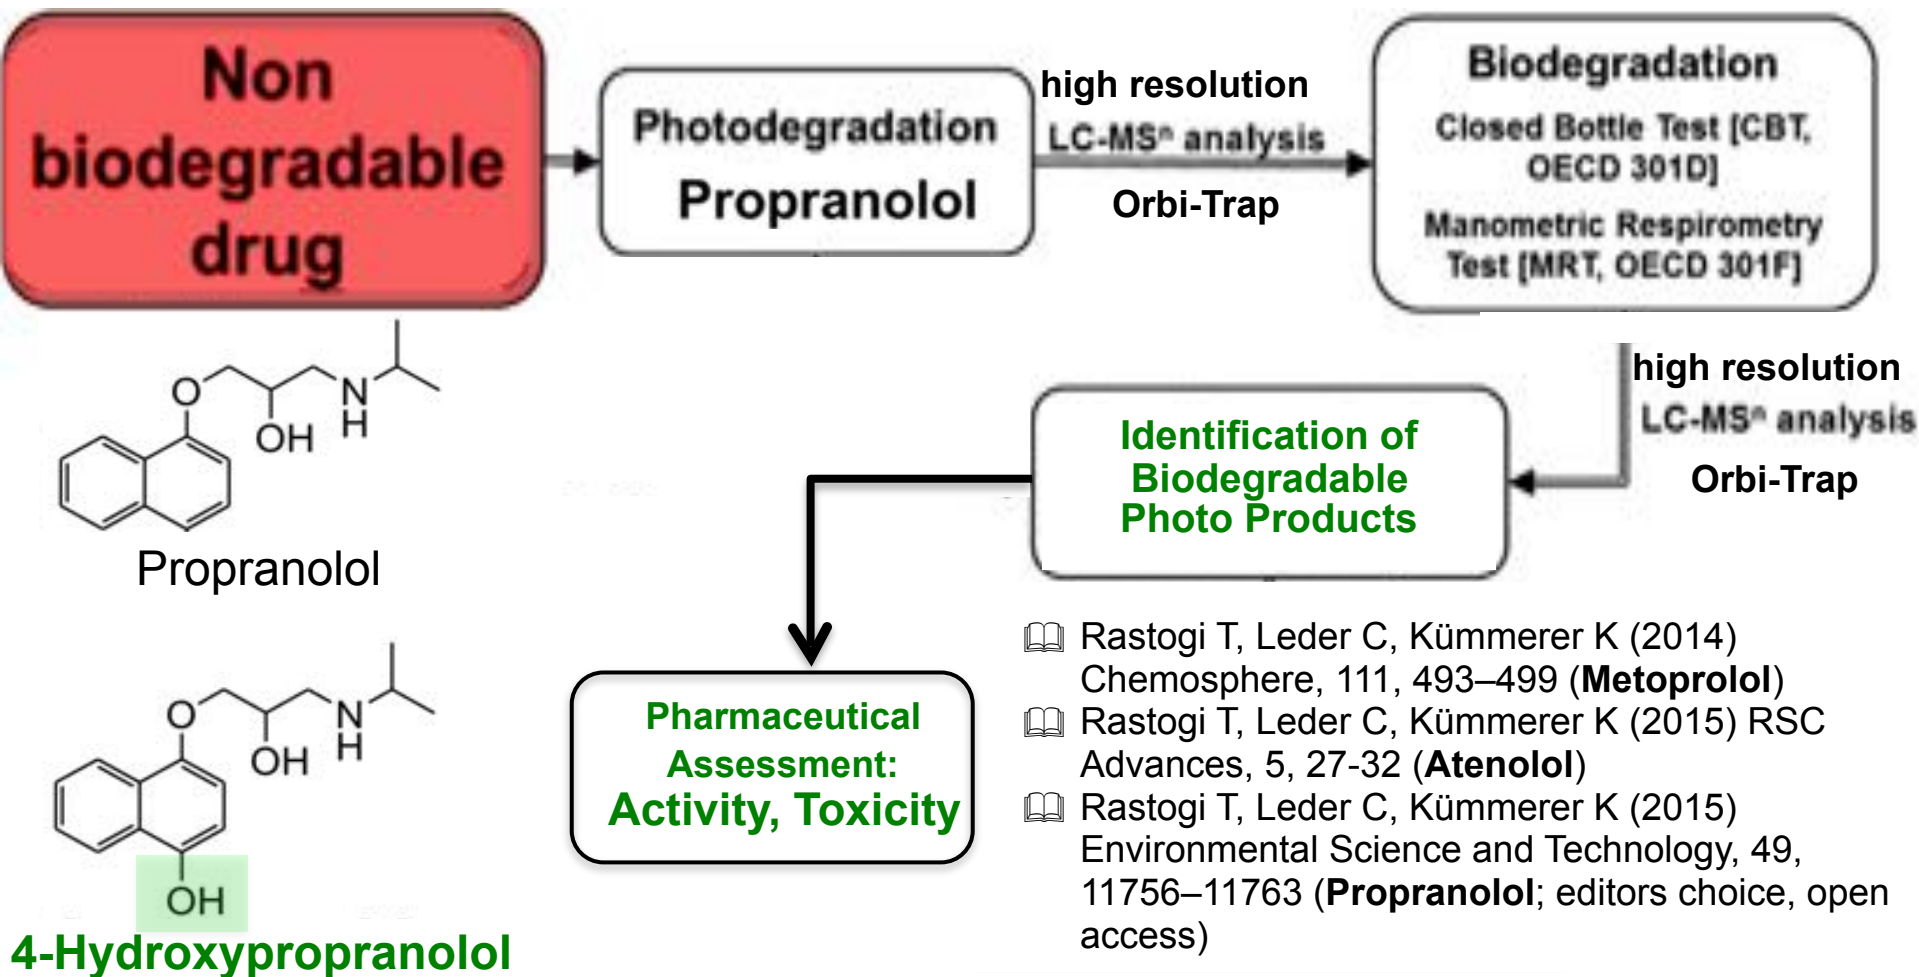 Non
biodegradable
drug
Photodegradation
Propranolol
high resolution
LC-MSⁿ analysis
Orbi-Trap
Biodegradation
Closed Bottle Test [CBT,
OECD 301D]
Manometric Respirometry
Test [MRT, OECD 301F]
high resolution
LC-MSⁿ analysis
Orbi-Trap
Identification of
Biodegradable
Photo Products
Pharmaceutical
Assessment:
Activity, Toxicity
O
OH
N
H
Propranolol
O
OH
N
H
OH
4-Hydroxypropranolol
Rastogi T, Leder C, Kümmerer K (2014)
Chemosphere, 111, 493–499 (Metoprolol)
Rastogi T, Leder C, Kümmerer K (2015) RSC
Advances, 5, 27-32 (Atenolol)
Rastogi T, Leder C, Kümmerer K (2015)
Environmental Science and Technology, 49,
11756–11763 (Propranolol; editors choice, open
access)